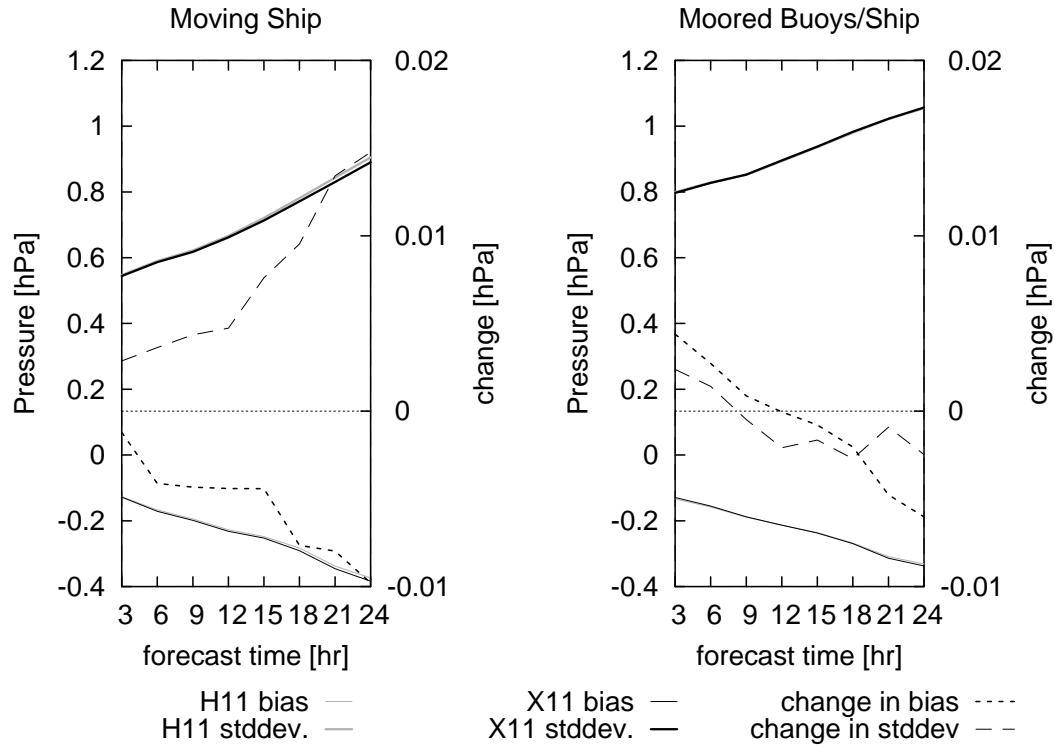 Moving Ship
Moored Buoys/Ship
1.2
1
0.8
0.6
0.4
0.2
0
-0.2
-0.4
Pressure [hPa]
0.02
0.01
0
-0.01
change [hPa]
3 6 9 12 15 18 21 24
forecast time [hr]
1.2
1
0.8
0.6
0.4
0.2
0
-0.2
-0.4
Pressure [hPa]
0.02
0.01
0
-0.01
change [hPa]
3 6 9 12 15 18 21 24
forecast time [hr]
H11 bias
H11 stddev.
X11 bias
X11 stddev.
change in bias
change in stddev